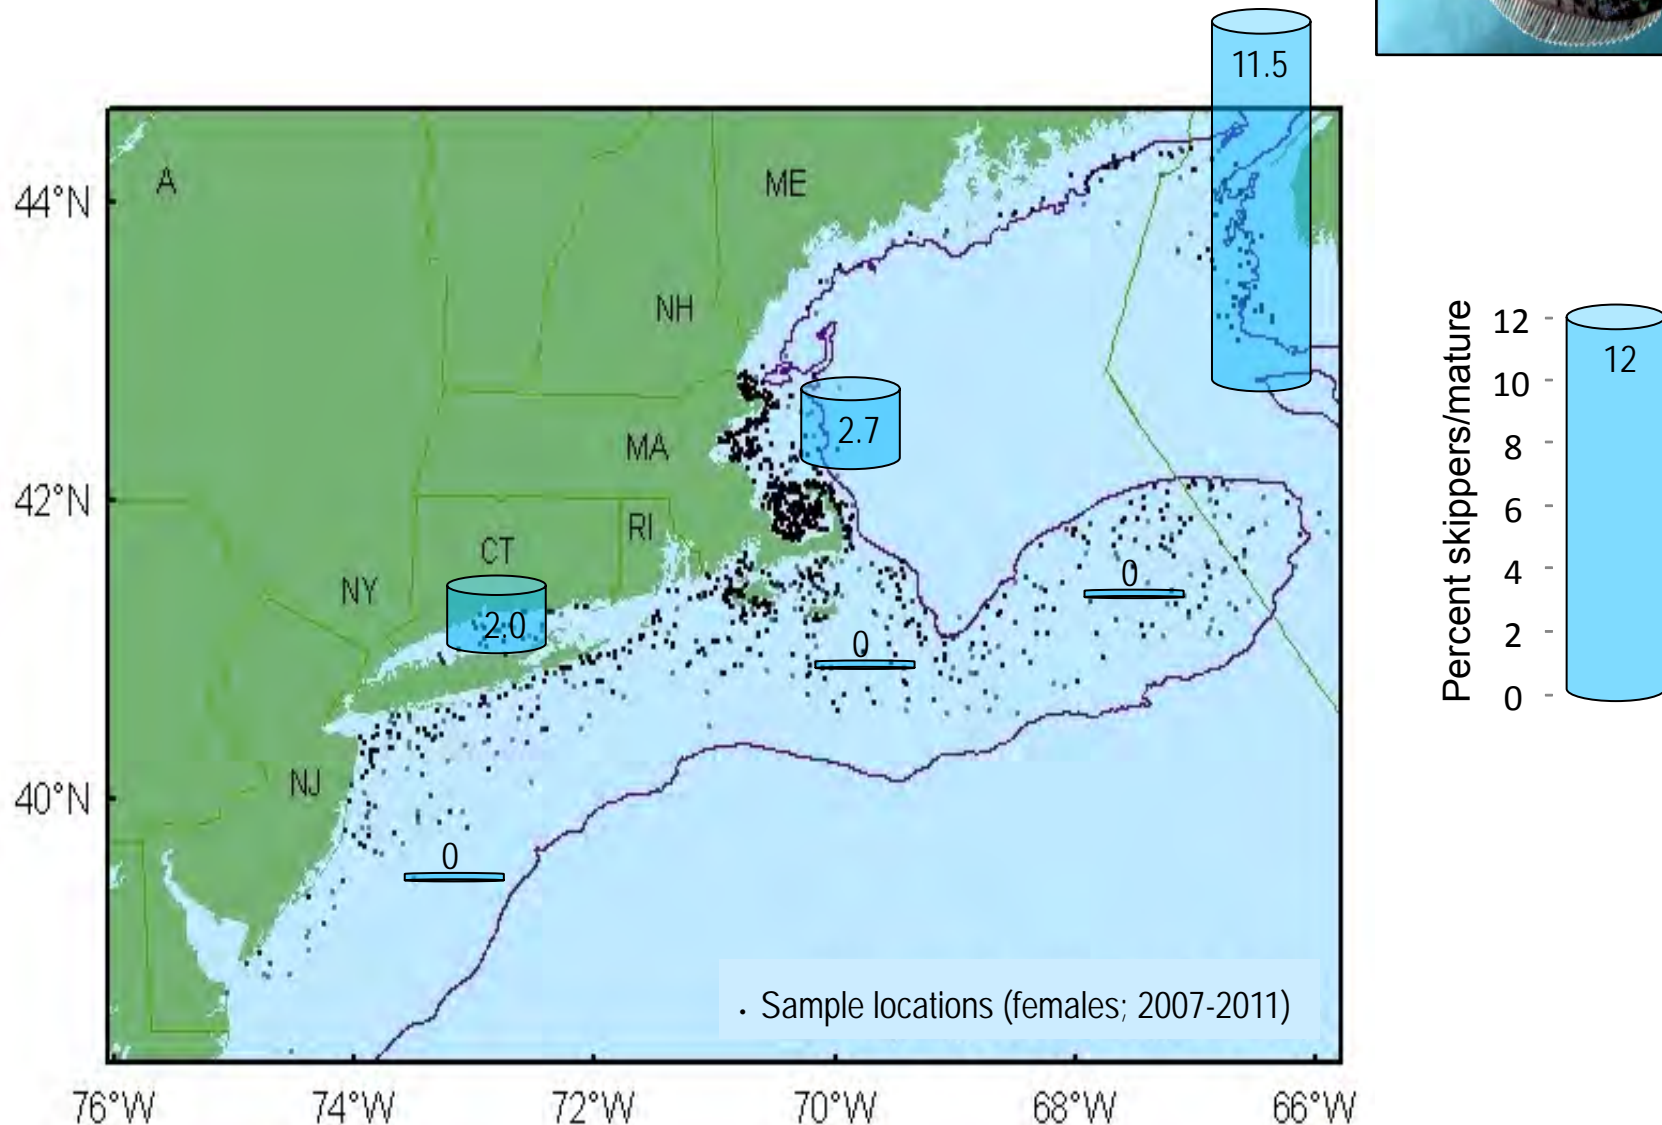 11.5
A
ME
44°N
NH
2.7
MA
42°N
RI
CT
NY
2.0
0
0
NJ
40°N
0
. Sample locations (females; 2007-2011)
76°W 74°W 72°W 70°W 68°W 66°W
Percent skippers/mature
12
10
8
6
4
2
0
12